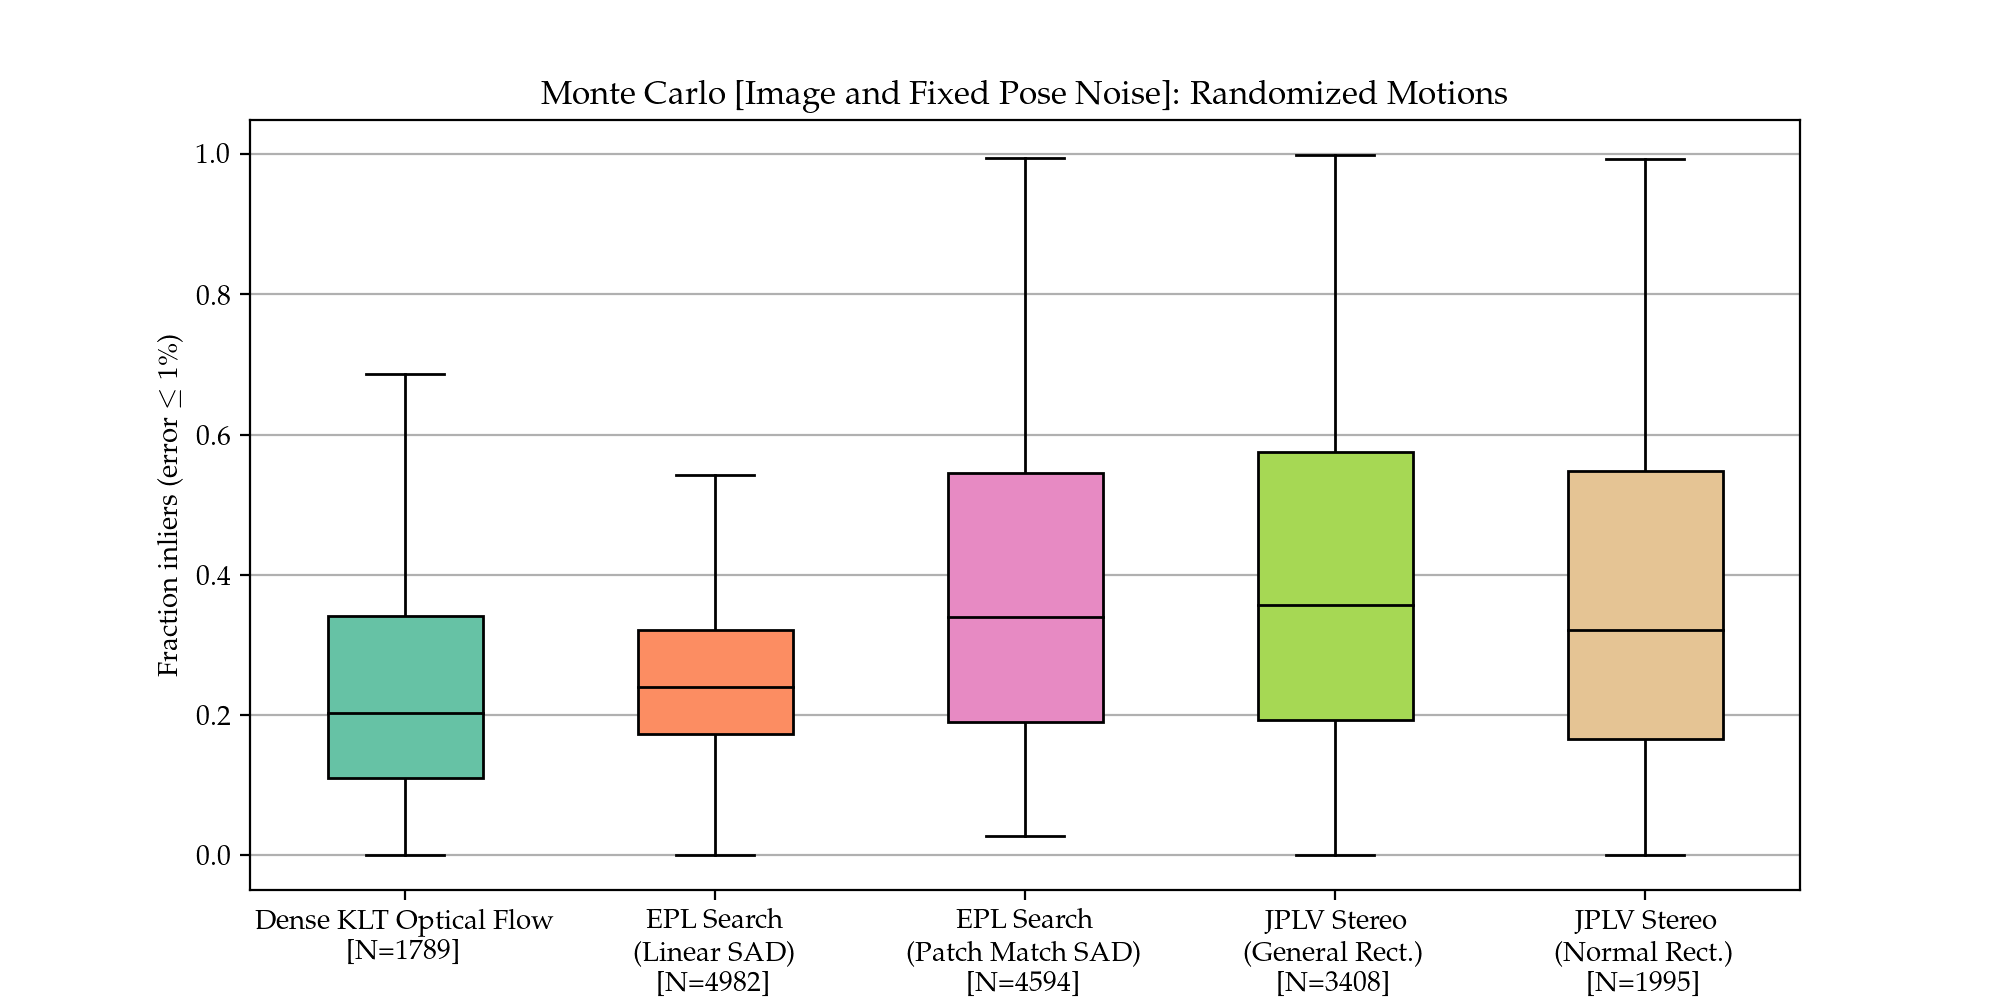 Monte Carlo [Image and Fixed Pose Noise]: Randomized Motions
Fraction inliers (error ≤ 1%)
1.0
0.8
0.6
0.4
0.2
0.0
Dense KLT Optical Flow
[N=1789]
EPL Search
(Linear SAD)
[N=4982]
EPL Search
(Patch Match SAD)
[N=4594]
JPLV Stereo
(General Rect.)
[N=3408]
JPLV Stereo
(Normal Rect.)
[N=1995]